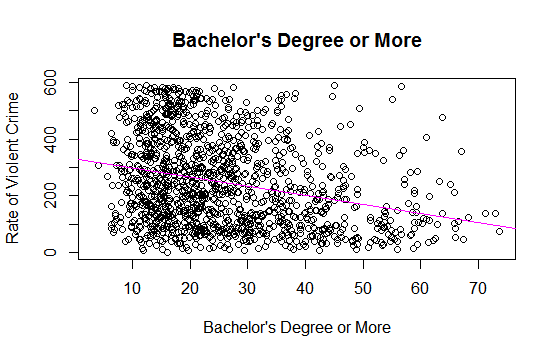 Bachelor's Degree or More
Rate of Violent Crime
600
400
200
0
10 20 30 40 50 60 70
Bachelor's Degree or More